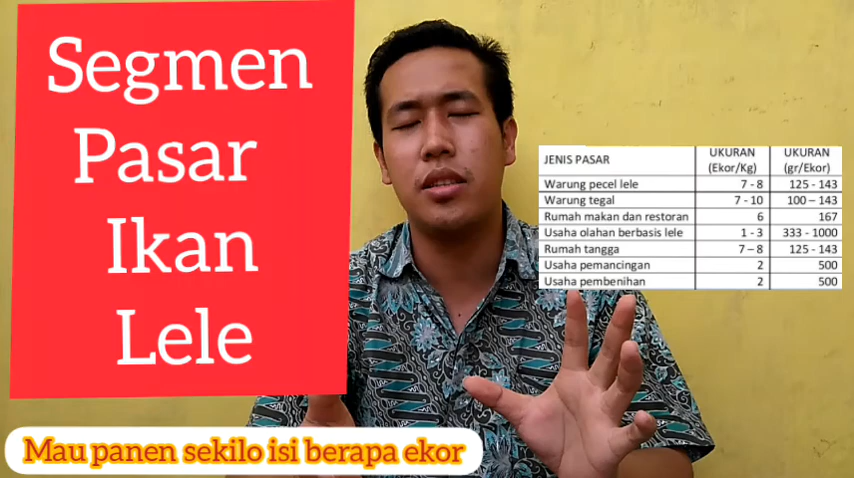 Segmen
Pasar
Ikan
Lele
JENIS PASAR UKURAN (Ekor/Kg) UKURAN (gr/Ekor)
Warung pecel lele 7 - 8 125 - 143
Warung tegal 7 - 10 100 – 143
Rumah makan dan restoran 6 167
Usaha olahan berbasis lele 1 - 3 333 - 1000
Rumah tangga 7 – 8 125 - 143
Usaha pemancingan 2 500
Usaha pembenihan 2 500
Mau panen sekilo isi berapa ekor